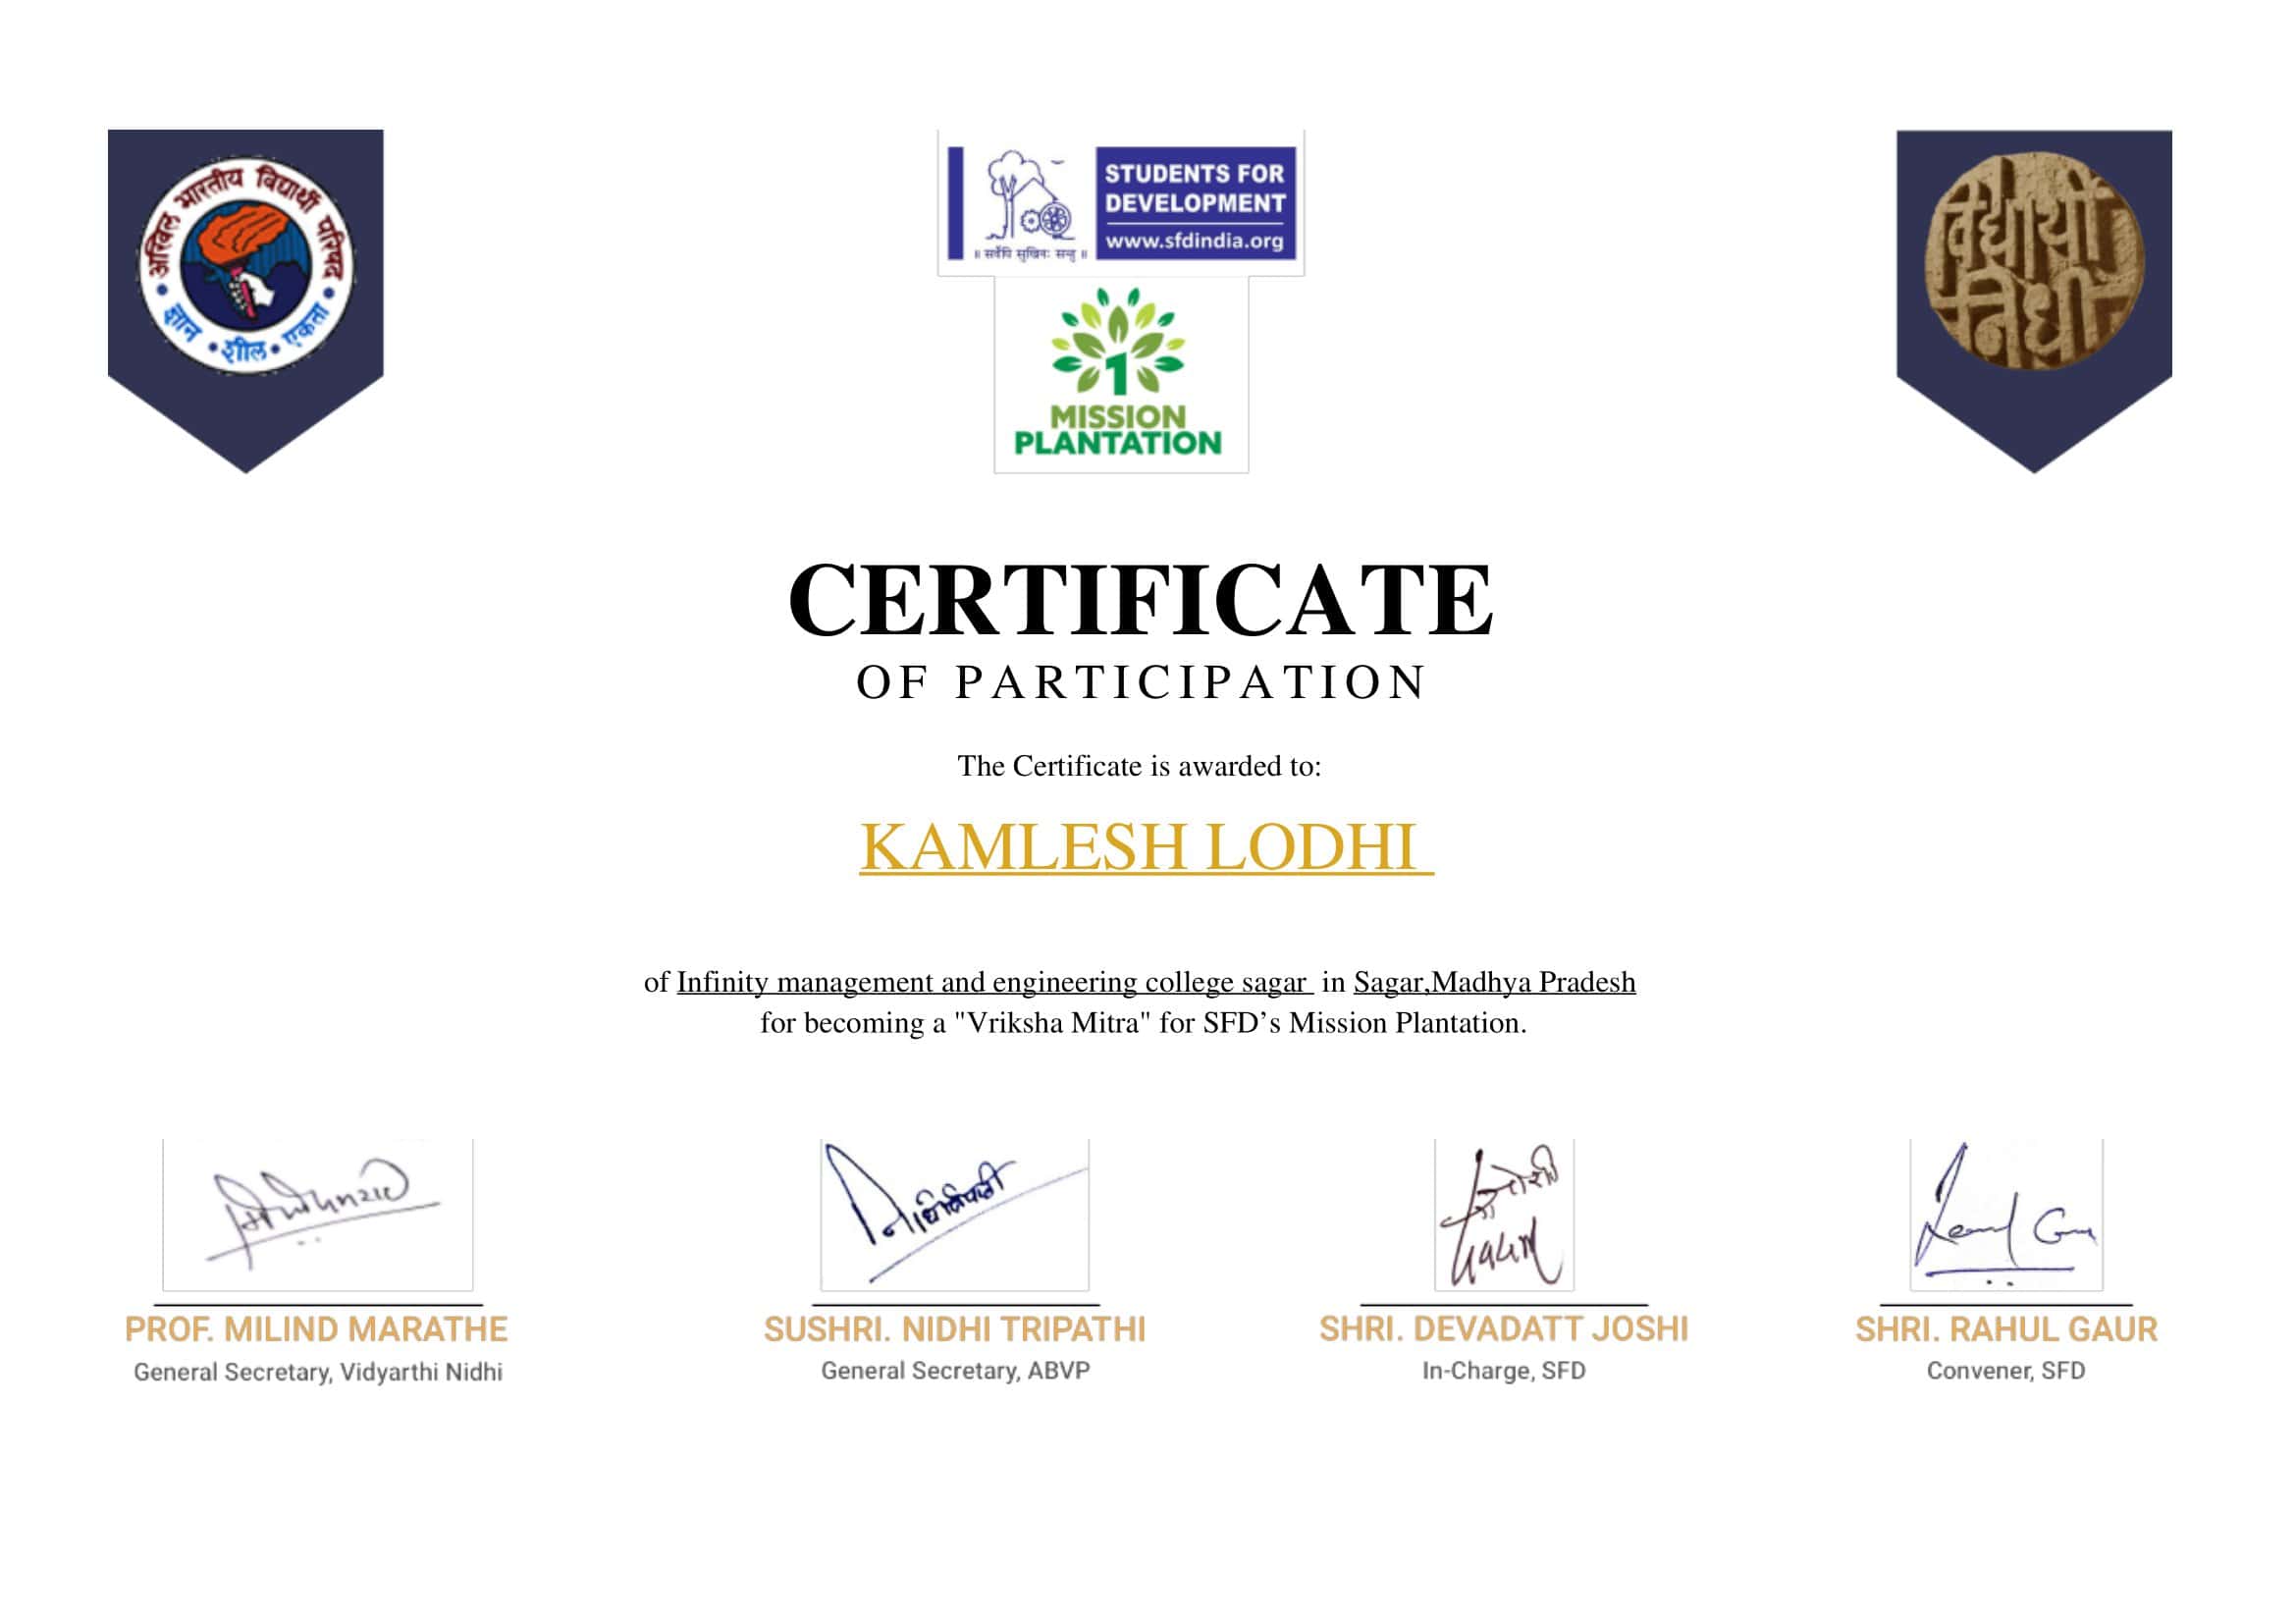 अखिल भारतीय विद्यार्थी परिषद
ज्ञान • शील • एकता
STUDENTS FOR
DEVELOPMENT
www.sfdindia.org
॥ सर्वेपि सुखिनः सन्तु ॥
1
MISSION
PLANTATION
विद्यार्थी
निधी
CERTIFICATE
OF PARTICIPATION
The Certificate is awarded to:
KAMLESH LODHI
of Infinity management and engineering college sagar in Sagar,Madhya Pradesh
for becoming a "Vriksha Mitra" for SFD’s Mission Plantation.
PROF. MILIND MARATHE
General Secretary, Vidyarthi Nidhi
SUSHRI. NIDHI TRIPATHI
General Secretary, ABVP
SHRI. DEVADATT JOSHI
In-Charge, SFD
SHRI. RAHUL GAUR
Convener, SFD